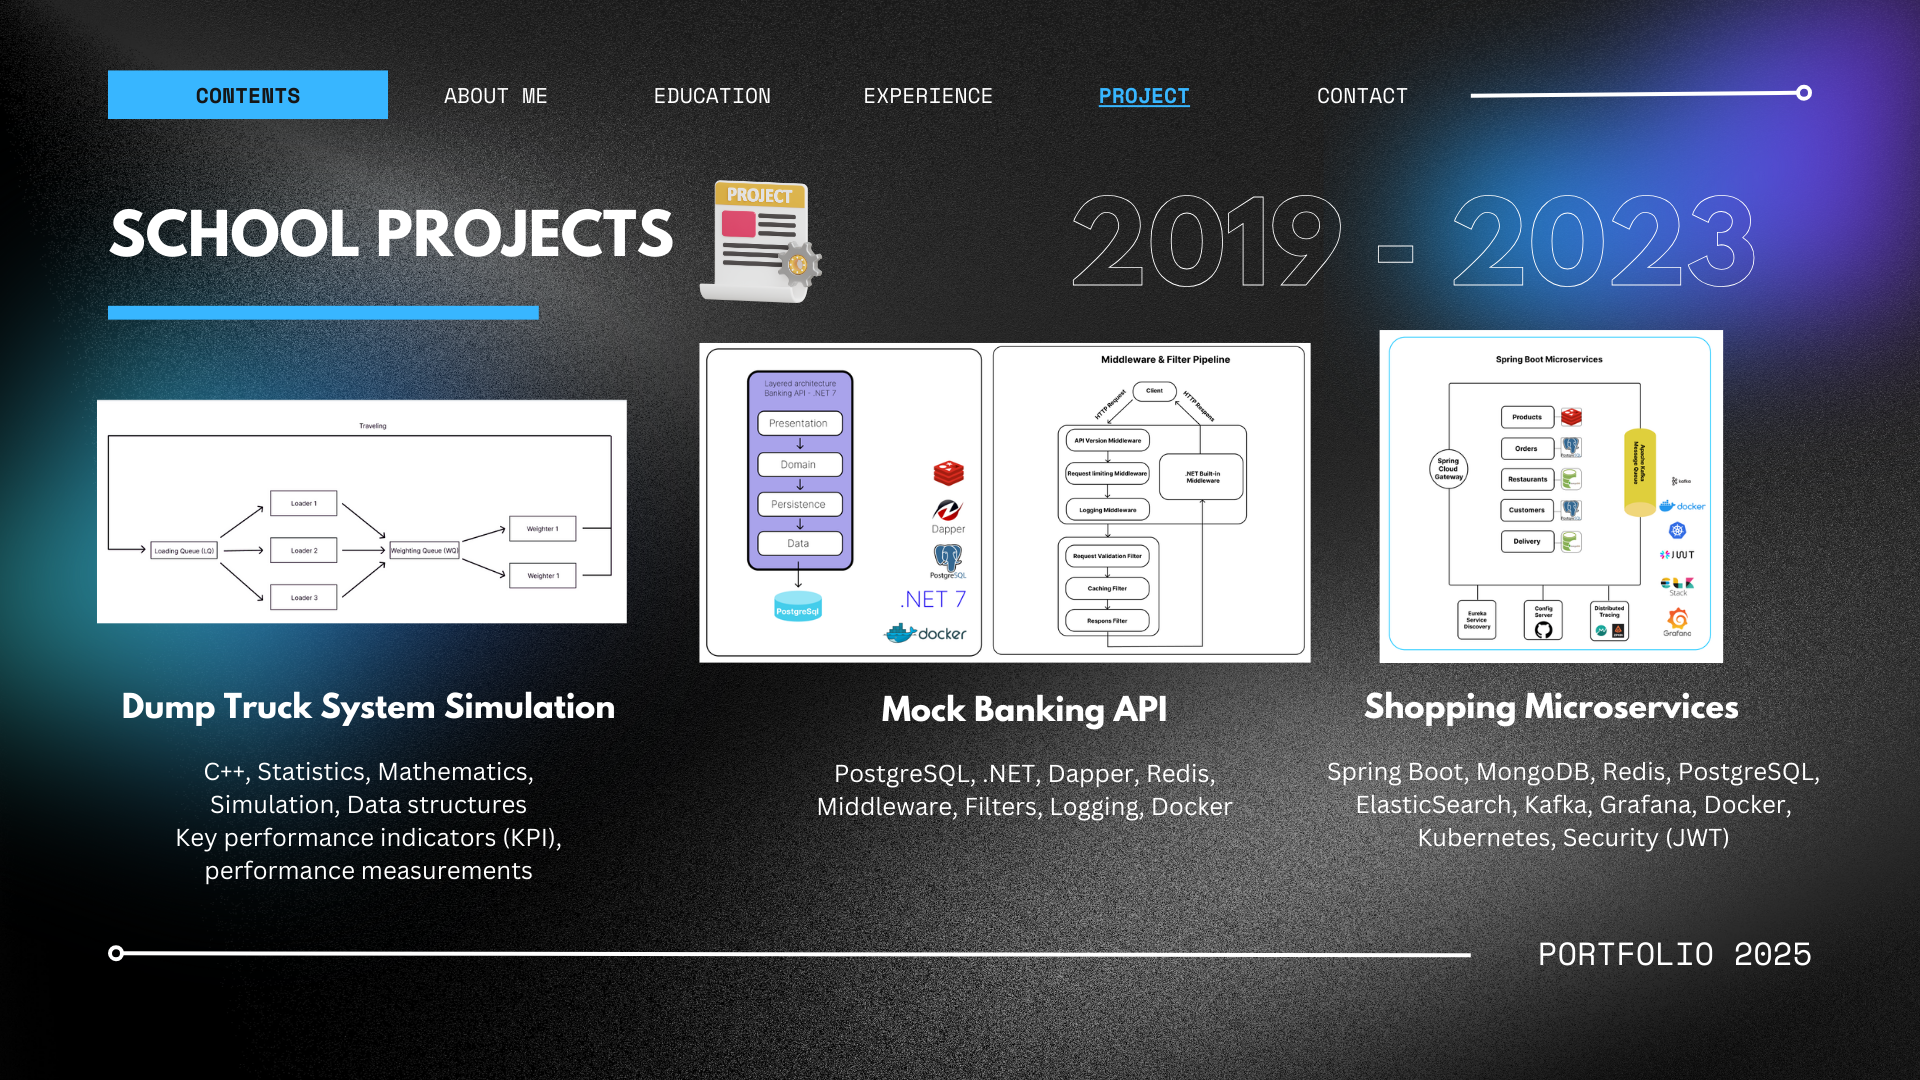 CONTENTS
ABOUT ME
EDUCATION
EXPERIENCE
PROJECT
CONTACT
SCHOOL PROJECTS
PROJECT
2019 - 2023
Traveling
Loading Queue (LQ)
Loader 1
Loader 2
Loader 3
Weighting Queue (WQ)
Weighter 1
Weighter 1
Layered architecture
Banking API - .NET 7
Presentation
Domain
Persistence
Data
PostgreSql
Dapper
PostgreSQL
.NET 7
docker
Middleware & Filter Pipeline
Client
HTTP Request
HTTP Respons
API Version Middleware
Request limiting Middleware
Logging Middleware
.NET Built-in
Middleware
Request Validation Filter
Caching Filter
Respons Filter
Spring Boot Microservices
Spring
Cloud
Gateway
Products
Orders
Restaurants
Customers
Delivery
Apache Kafka
Message Queue
kafka
docker
JWT
Stack
Grafana
Eureka
Service
Discovery
Config
Server
Distributed
Tracing
Dump Truck System Simulation
C++, Statistics, Mathematics,
Simulation, Data structures
Key performance indicators (KPI),
performance measurements
Mock Banking API
PostgreSQL, .NET, Dapper, Redis,
Middleware, Filters, Logging, Docker
Shopping Microservices
Spring Boot, MongoDB, Redis, PostgreSQL,
ElasticSearch, Kafka, Grafana, Docker,
Kubernetes, Security (JWT)
PORTFOLIO 2025